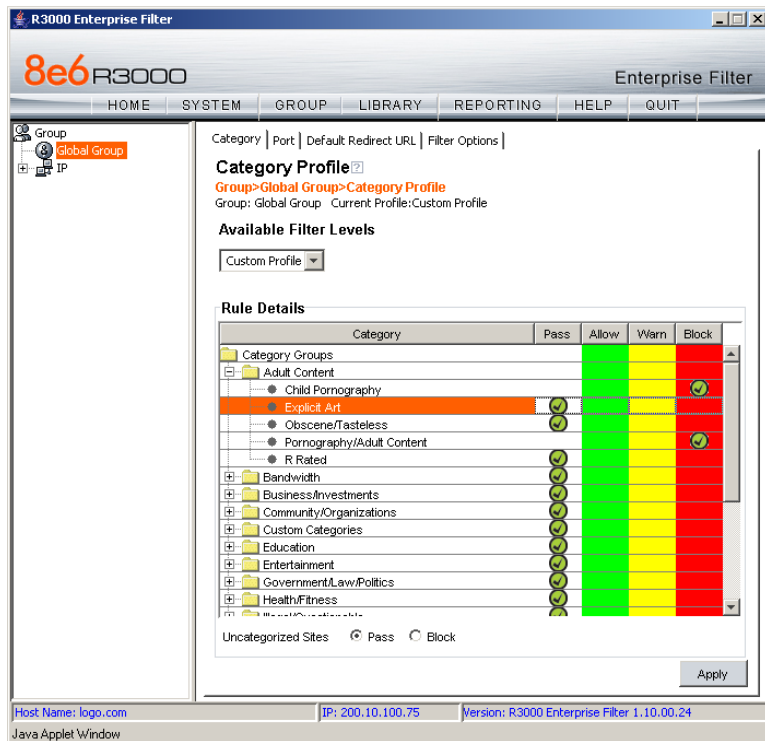 R3000 Enterprise Filter
8e6 R3000
Enterprise Filter
HOME SYSTEM GROUP LIBRARY REPORTING HELP QUIT
Group
Global Group
IP
Category Port Default Redirect URL Filter Options
Category Profile ?
Group>Global Group>Category Profile
Group: Global Group Current Profile:Custom Profile
Available Filter Levels
Custom Profile
Rule Details
Category Pass Allow Warn Block
Category Groups
Adult Content
Child Pornography
Explicit Art
Obscene/Tasteless
Pornography/Adult Content
R Rated
Bandwidth
Business/Investments
Community/Organizations
Custom Categories
Education
Entertainment
Government/Law/Politics
Health/Fitness
Uncategorized Sites Pass Block
Apply
Host Name: logo.com IP: 200.10.100.75 Version: R3000 Enterprise Filter 1.10.00.24
Java Applet Window